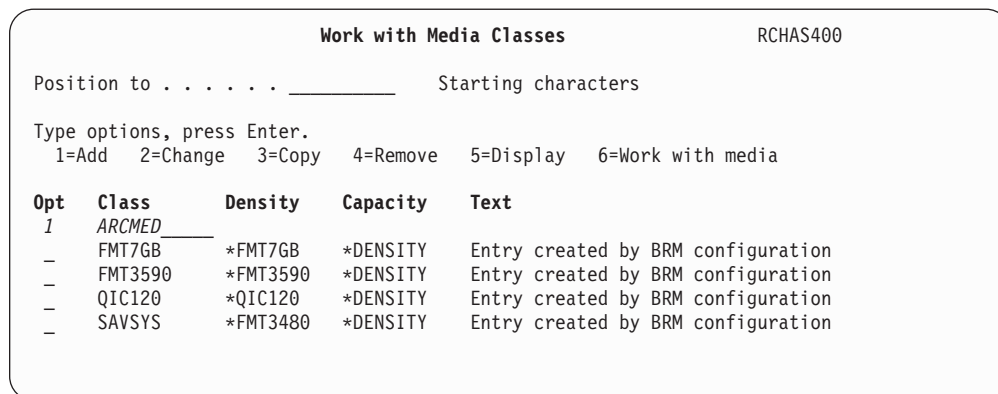 Work with Media Classes RCHAS400
Position to . . . . . . __________ Starting characters
Type options, press Enter.
1=Add 2=Change 3=Copy 4=Remove 5=Display 6=Work with media
Opt Class Density Capacity Text
1 ARCMED_____
_ FMT7GB *FMT7GB *DENSITY Entry created by BRM configuration
_ FMT3590 *FMT3590 *DENSITY Entry created by BRM configuration
_ QIC120 *QIC120 *DENSITY Entry created by BRM configuration
_ SAVSYS *FMT3480 *DENSITY Entry created by BRM configuration